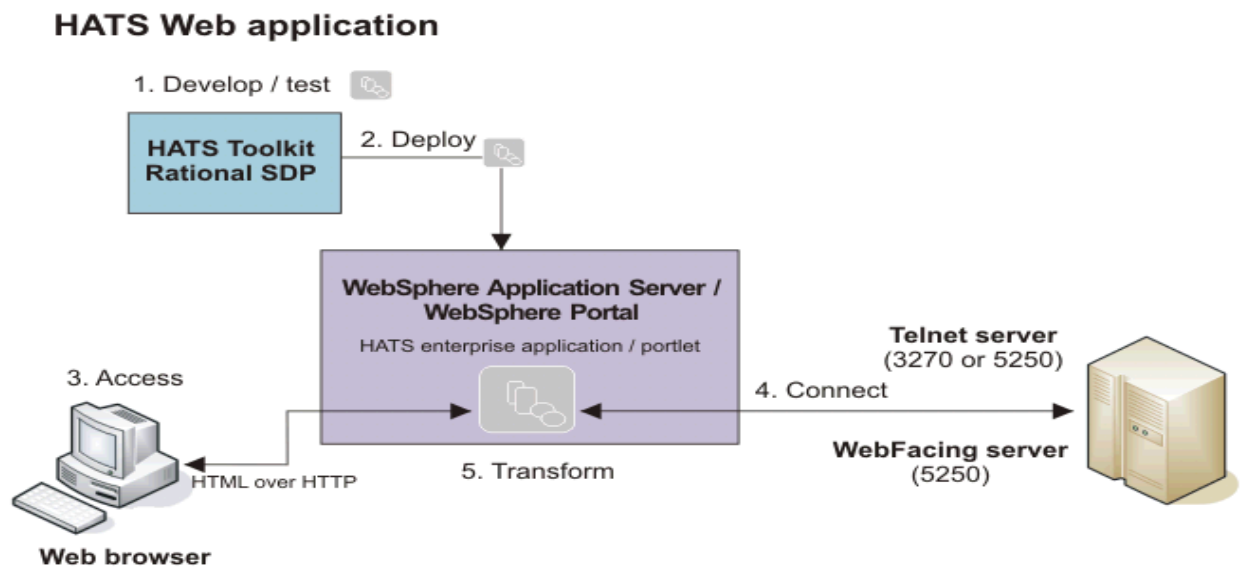 HATS Web application
1. Develop / test
HATS Toolkit
Rational SDP
2. Deploy
WebSphere Application Server /
WebSphere Portal
HATS enterprise application / portlet
3. Access
HTML over HTTP
Web browser
4. Connect
5. Transform
Telnet server
(3270 or 5250)
WebFacing server
(5250)